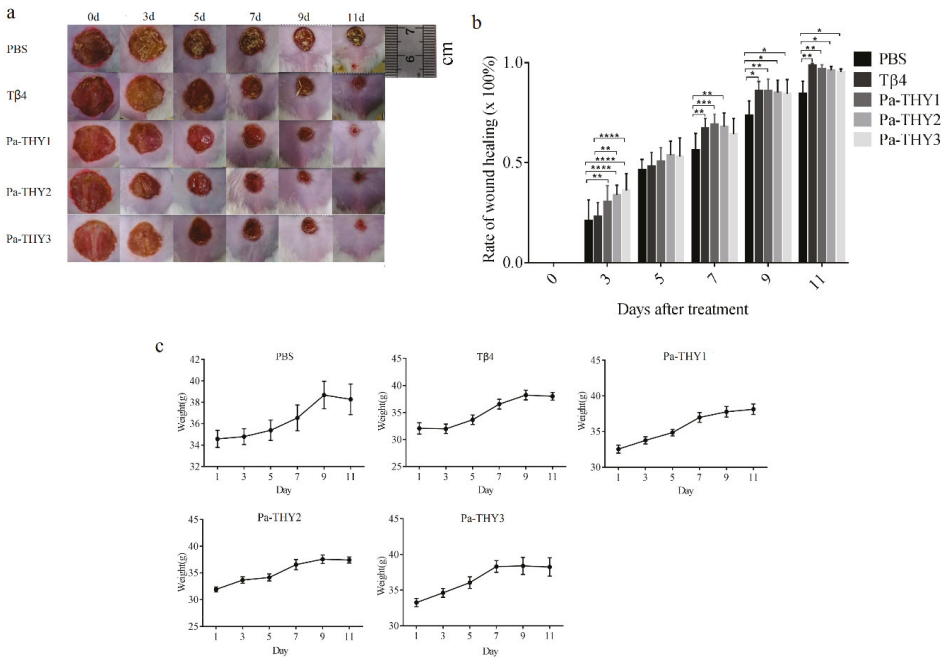 a
0d 3d 5d 7d 9d 11d
PBS
Tβ4
Pa-THY1
Pa-THY2
Pa-THY3
7
6
cm
b
Rate of wound healing (x 100%)
1.0
0.5
0.0
**
****
****
**
****
**
***
**
*
**
*
*
**
**
*
*
0 3 5 7 9 11
Days after treatment
PBS
Tβ4
Pa-THY1
Pa-THY2
Pa-THY3
c
PBS
Weight(g)
42
40
38
36
34
32
1 3 5 7 9 11
Day
Tβ4
Weight(g)
45
40
35
30
25
1 3 5 7 9 11
Day
Pa-THY1
Weight(g)
45
40
35
30
1 3 5 7 9 11
Day
Pa-THY2
Weight(g)
45
40
35
30
25
1 3 5 7 9 11
Day
Pa-THY3
Weight(g)
45
40
35
30
1 3 5 7 9 11
Day